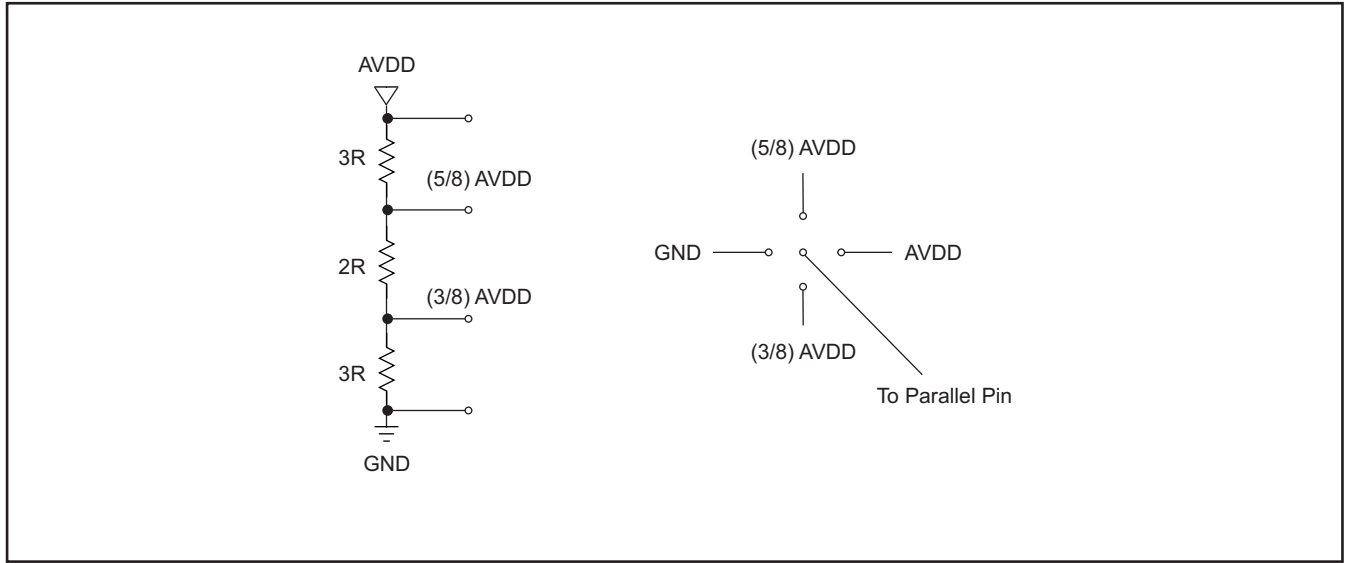 AVDD
3R
(5/8) AVDD
2R
(3/8) AVDD
3R
GND
(5/8) AVDD
GND
AVDD
(3/8) AVDD
To Parallel Pin